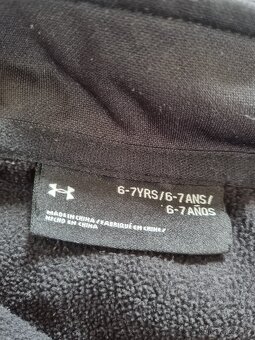 6-7YRS/6-7ANS/
6-7AÑOS
MADE IN CHINA / FABRIQUÉ EN CHINE /
HECHO EN CHINA